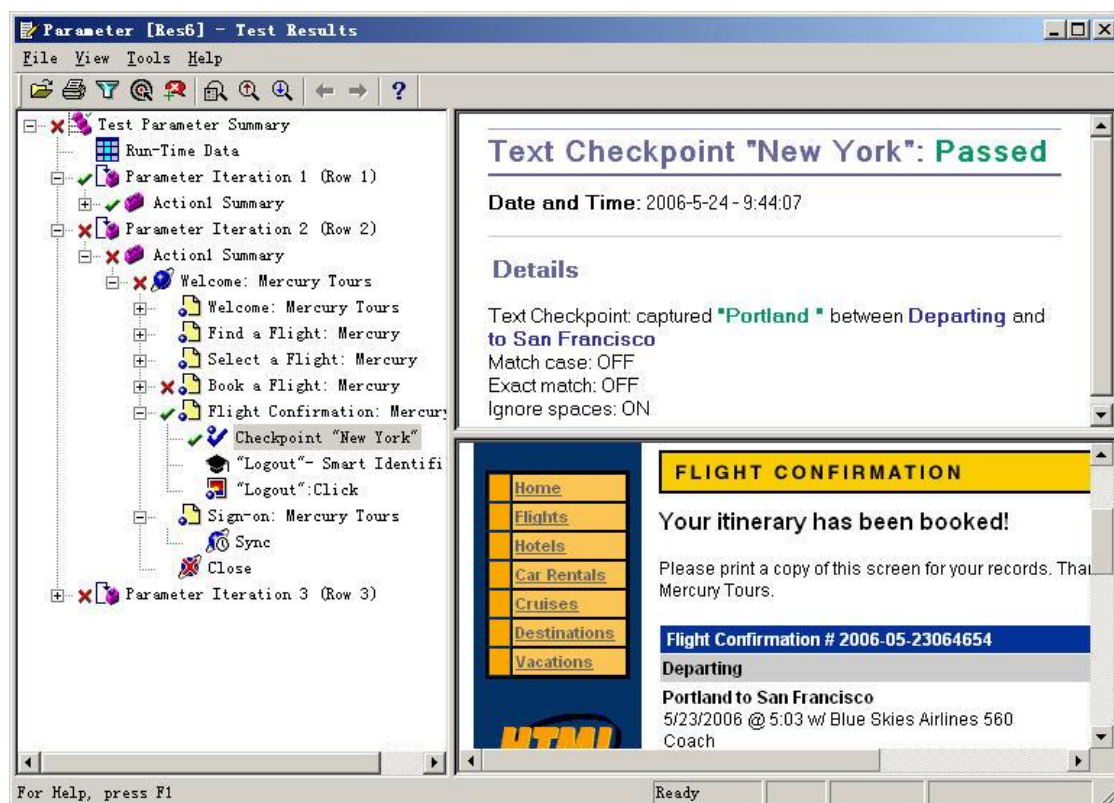 Parameter [Res6] - Test Results
File View Tools Help
Test Parameter Summary
Run-Time Data
Parameter Iteration 1 (Row 1)
Action1 Summary
Parameter Iteration 2 (Row 2)
Action1 Summary
Welcome: Mercury Tours
Welcome: Mercury Tours
Find a Flight: Mercury
Select a Flight: Mercury
Book a Flight: Mercury
Flight Confirmation: Mercury
Checkpoint "New York"
"Logout"- Smart Identifi
"Logout":Click
Sign-on: Mercury Tours
Sync
Close
Parameter Iteration 3 (Row 3)
Text Checkpoint "New York": Passed
Date and Time: 2006-5-24 - 9:44:07
Details
Text Checkpoint: captured "Portland " between Departing and
to San Francisco
Match case: OFF
Exact match: OFF
Ignore spaces: ON
Home
Flights
Hotels
Car Rentals
Cruises
Destinations
Vacations
HTML
FLIGHT CONFIRMATION
Your itinerary has been booked!
Please print a copy of this screen for your records. Than
Mercury Tours.
Flight Confirmation # 2006-05-23064654
Departing
Portland to San Francisco
5/23/2006 @ 5:03 w/ Blue Skies Airlines 560
Coach
For Help, press F1
Ready